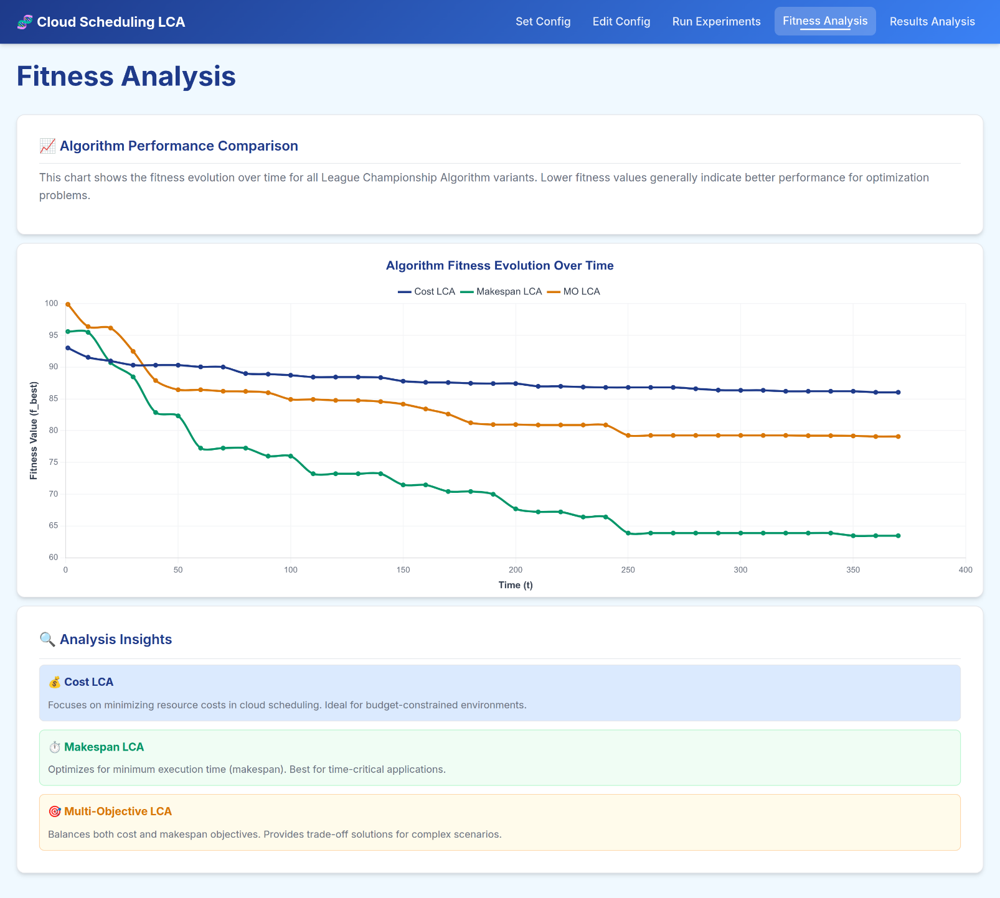 Cloud Scheduling LCA
Set Config
Edit Config
Run Experiments
Fitness Analysis
Results Analysis
Fitness Analysis
Algorithm Performance Comparison
This chart shows the fitness evolution over time for all League Championship Algorithm variants. Lower fitness values generally indicate better performance for optimization
problems.
Algorithm Fitness Evolution Over Time
Cost LCA
Makespan LCA
MO LCA
Fitness Value (f_best)
100
95
90
85
80
75
70
65
60
0
50
100
150
200
250
300
350
400
Time (t)
Analysis Insights
Cost LCA
Focuses on minimizing resource costs in cloud scheduling. Ideal for budget-constrained environments.
Makespan LCA
Optimizes for minimum execution time (makespan). Best for time-critical applications.
Multi-Objective LCA
Balances both cost and makespan objectives. Provides trade-off solutions for complex scenarios.